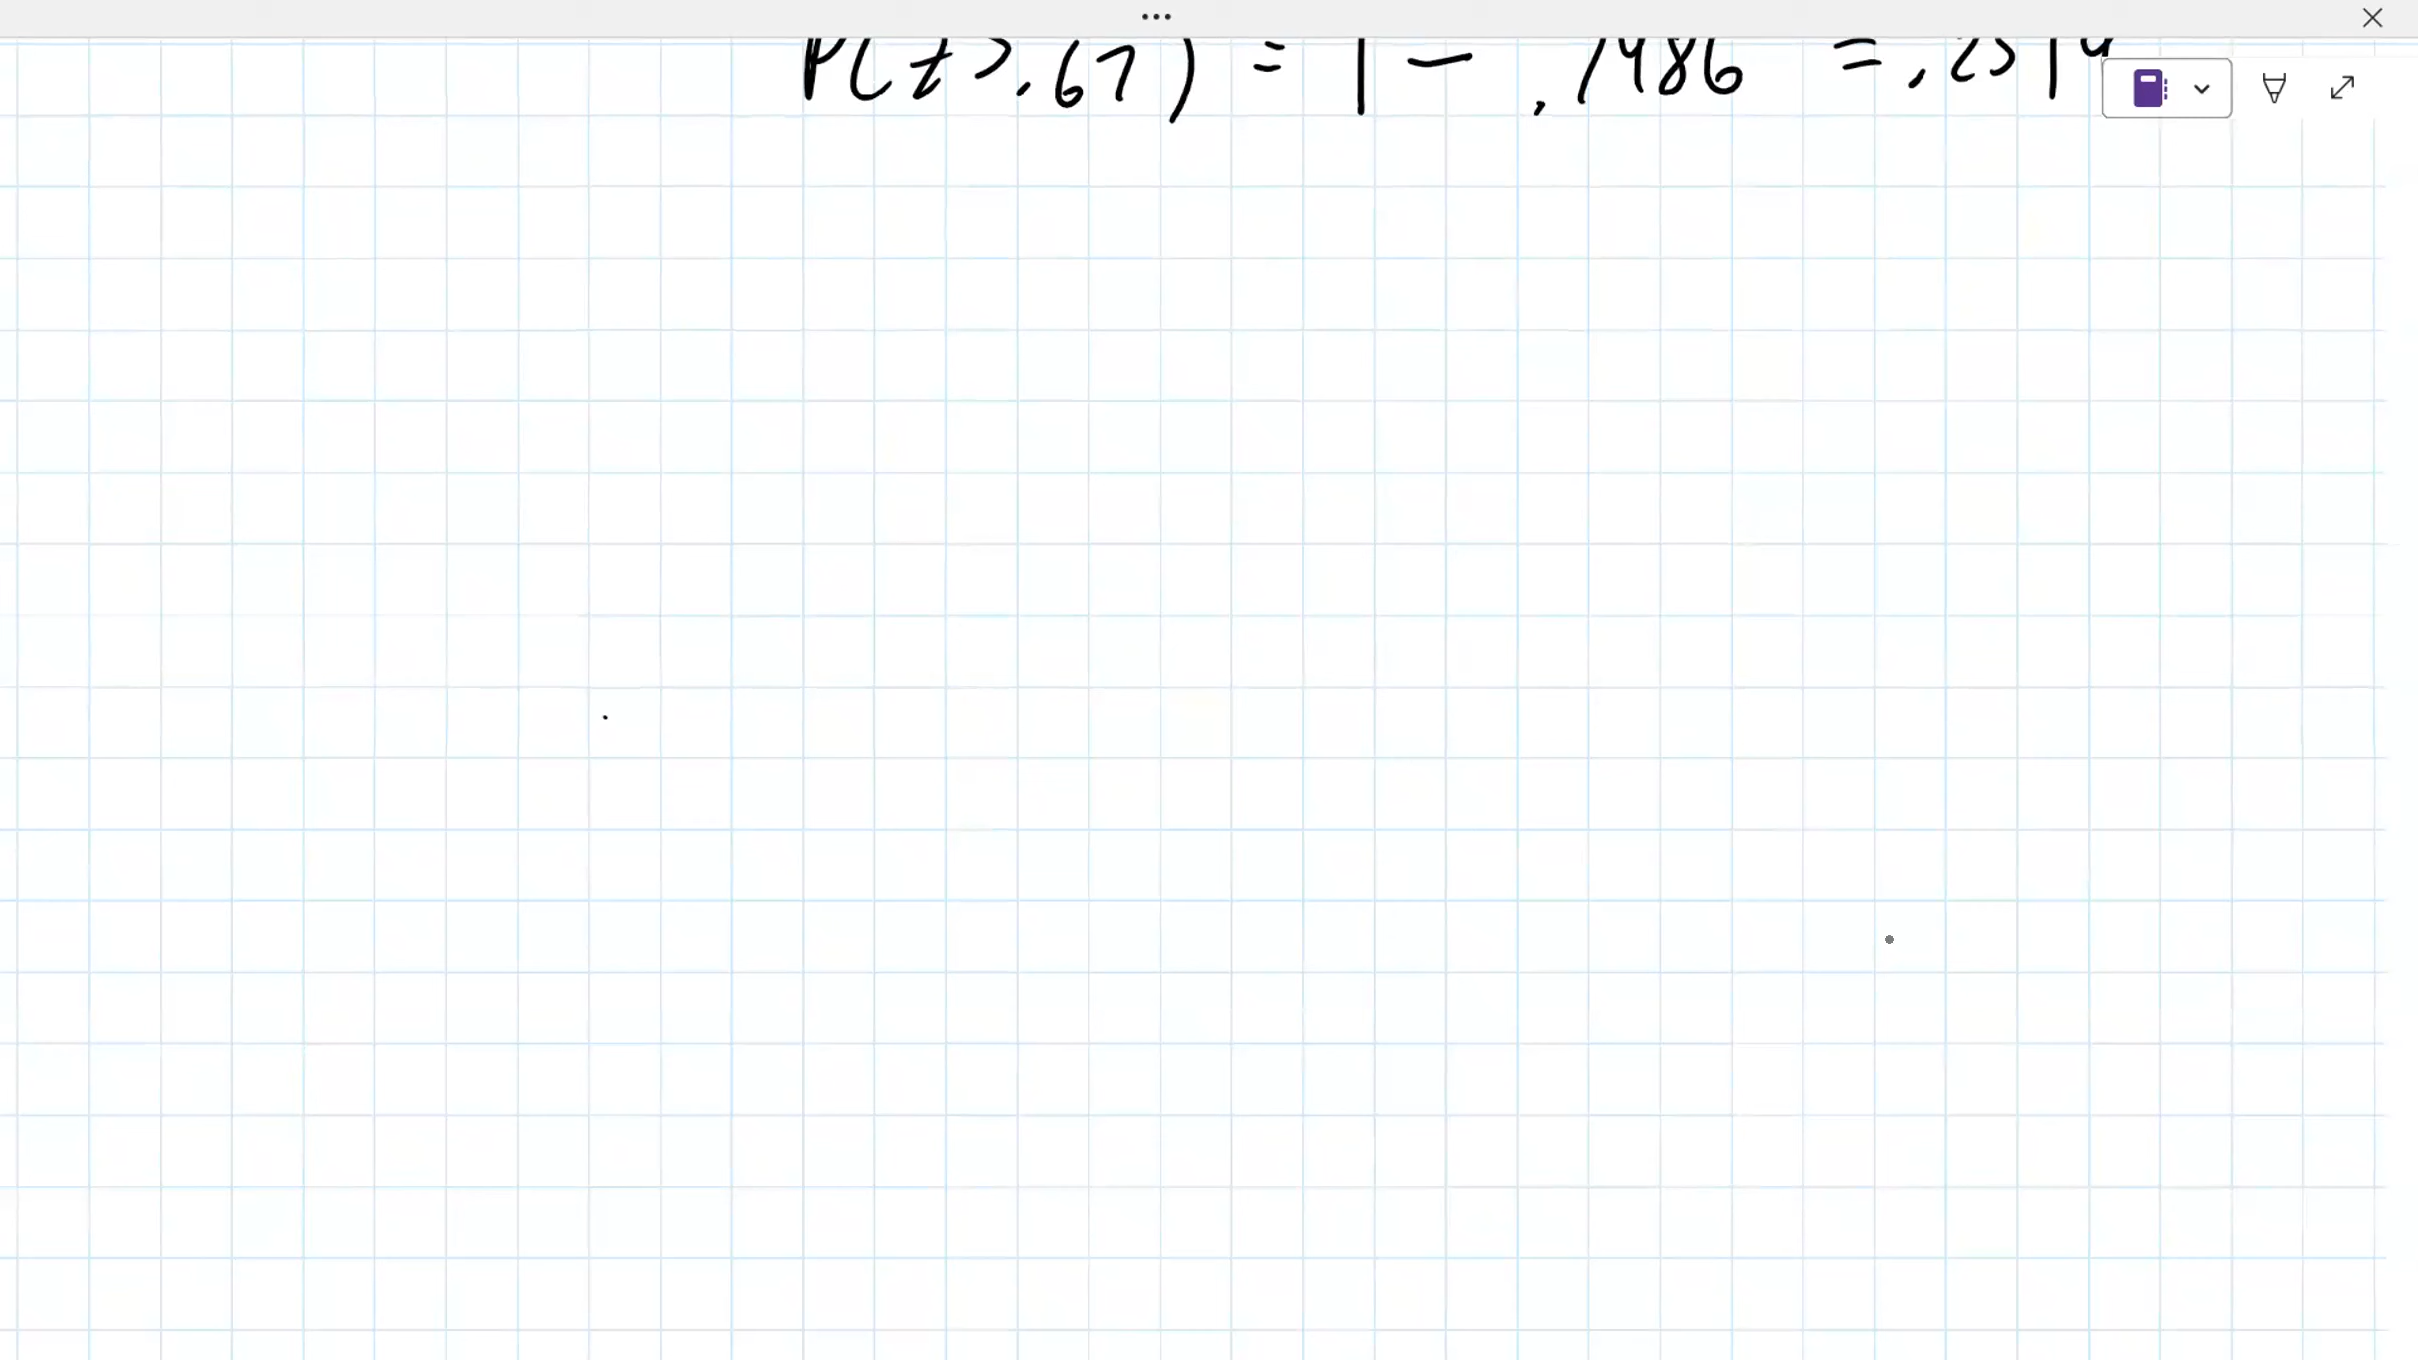 P(z>.67) = 1 - .7486 = .2514